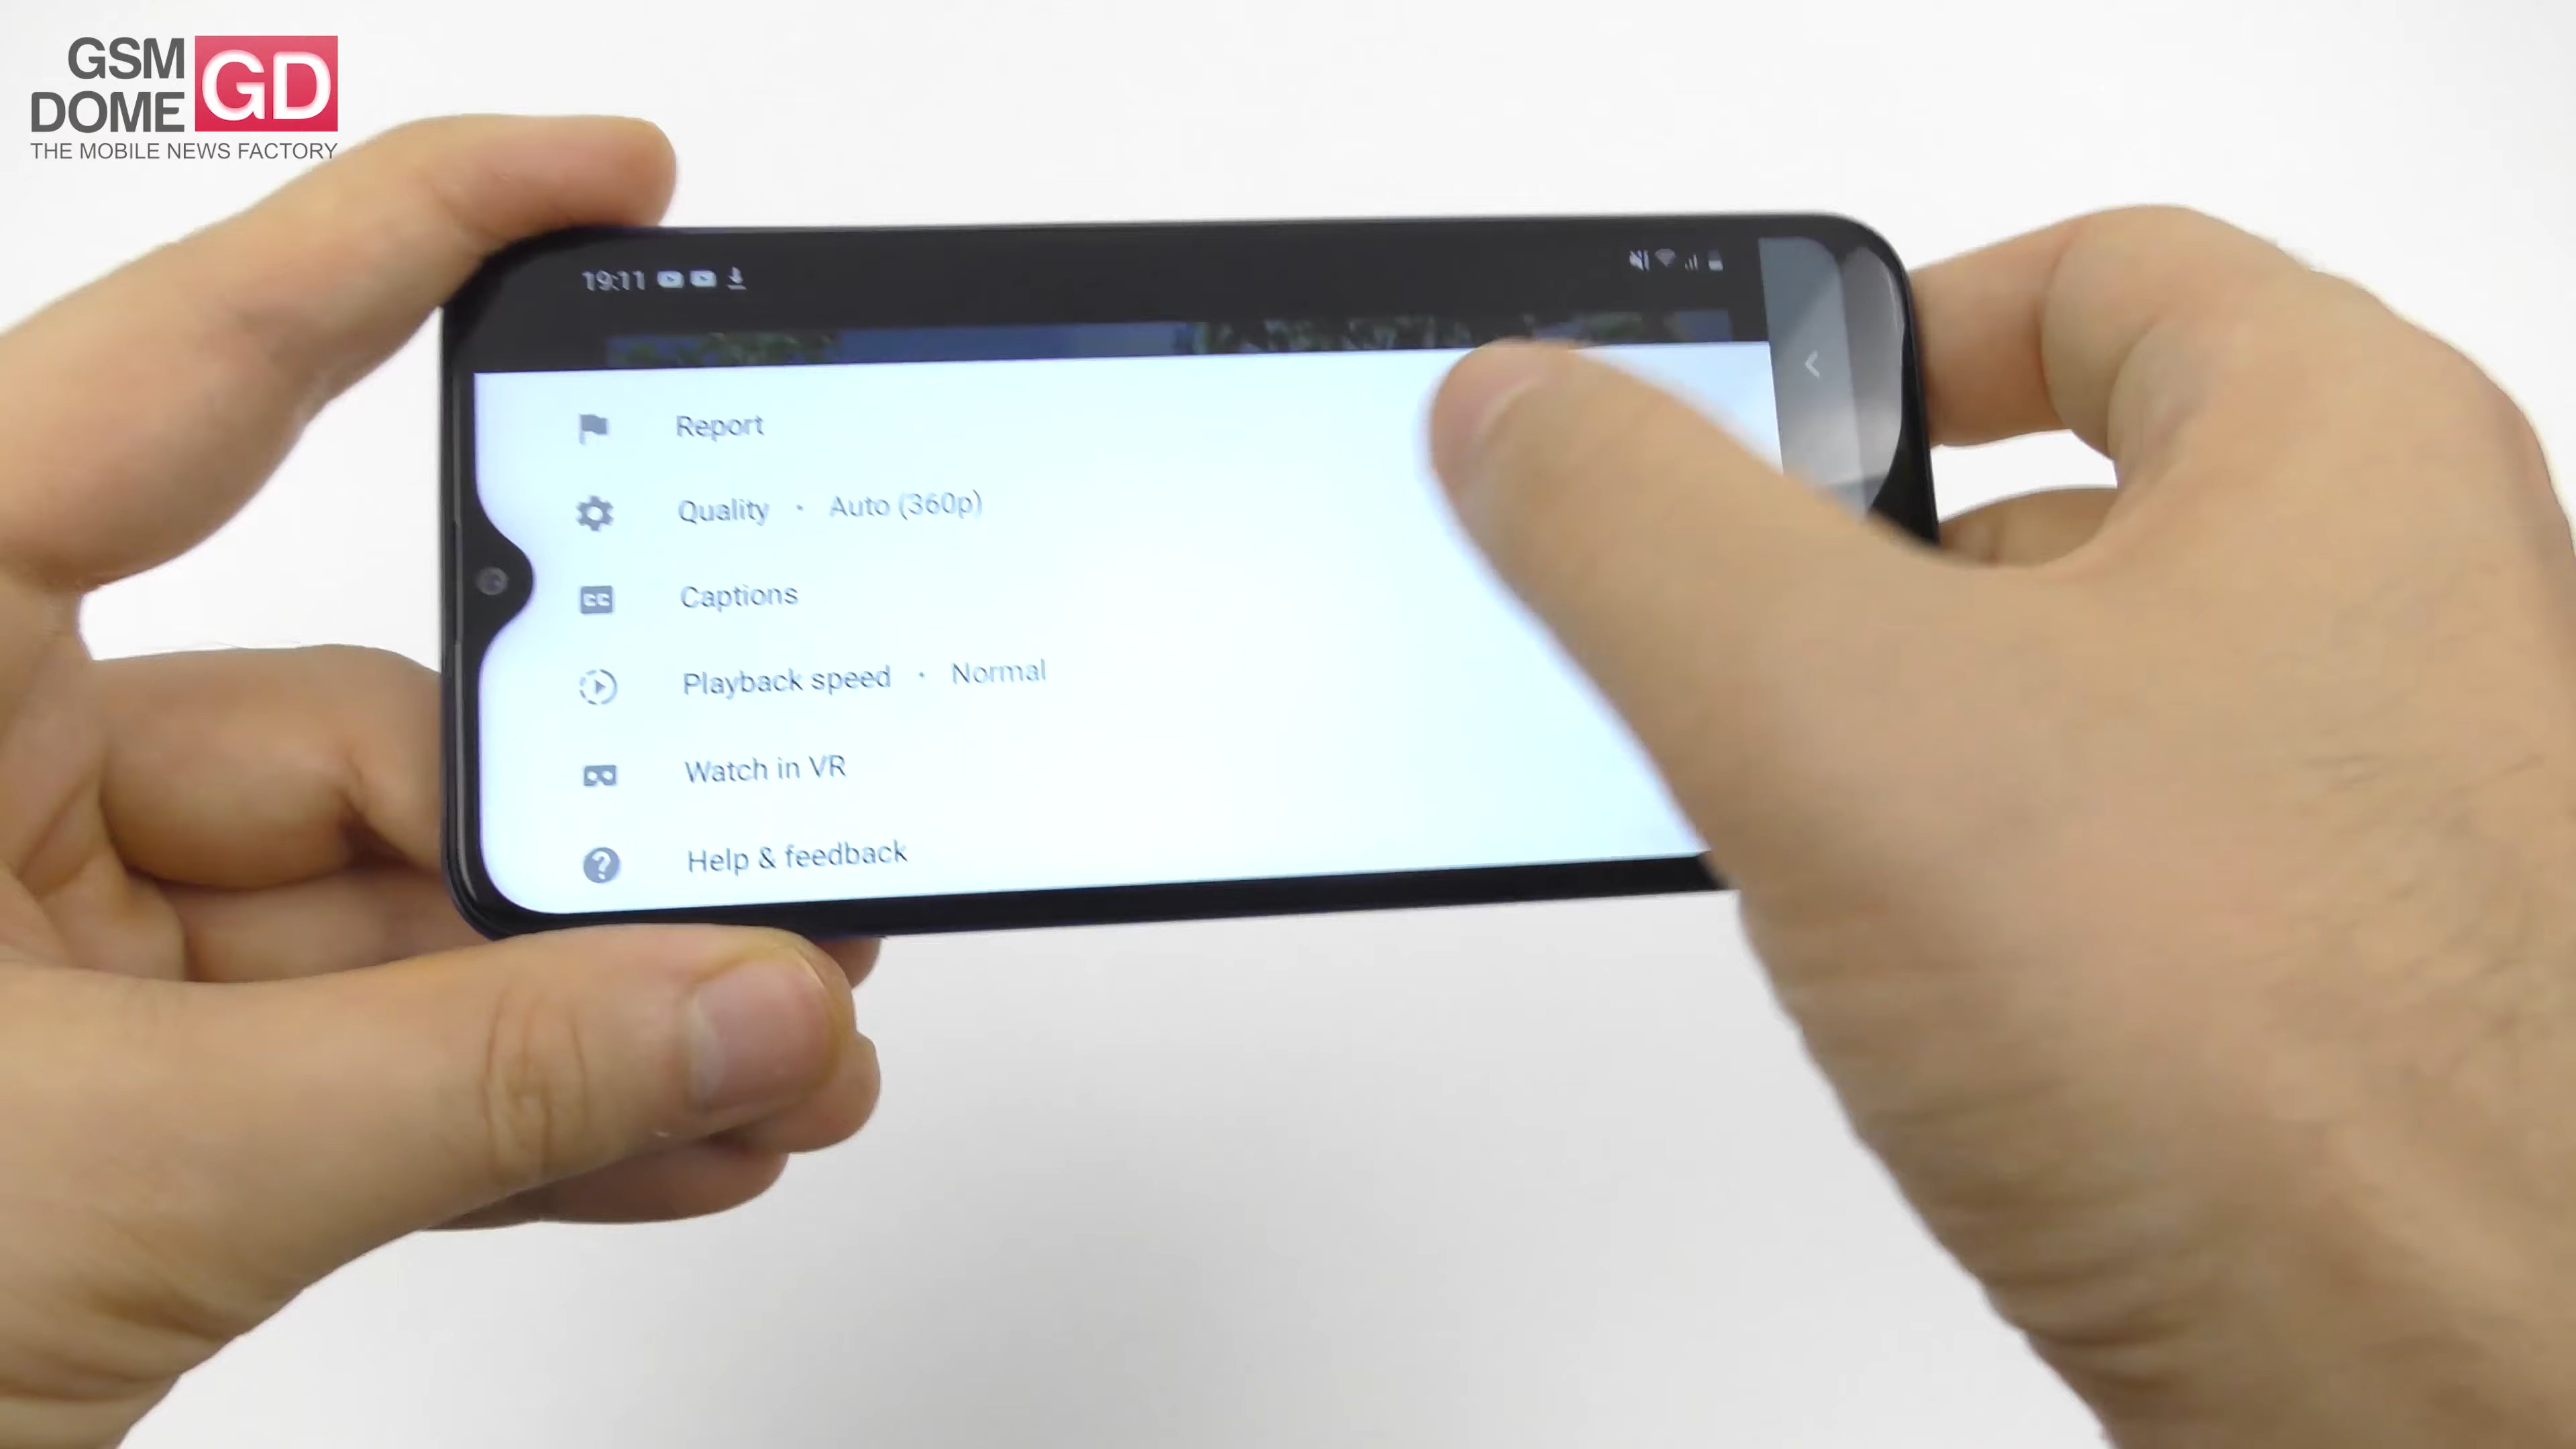 GSM
DOME
GD
THE MOBILE NEWS FACTORY
19:11
Report
Quality • Auto (360p)
CC
Captions
Playback speed • Normal
Watch in VR
? Help & feedback